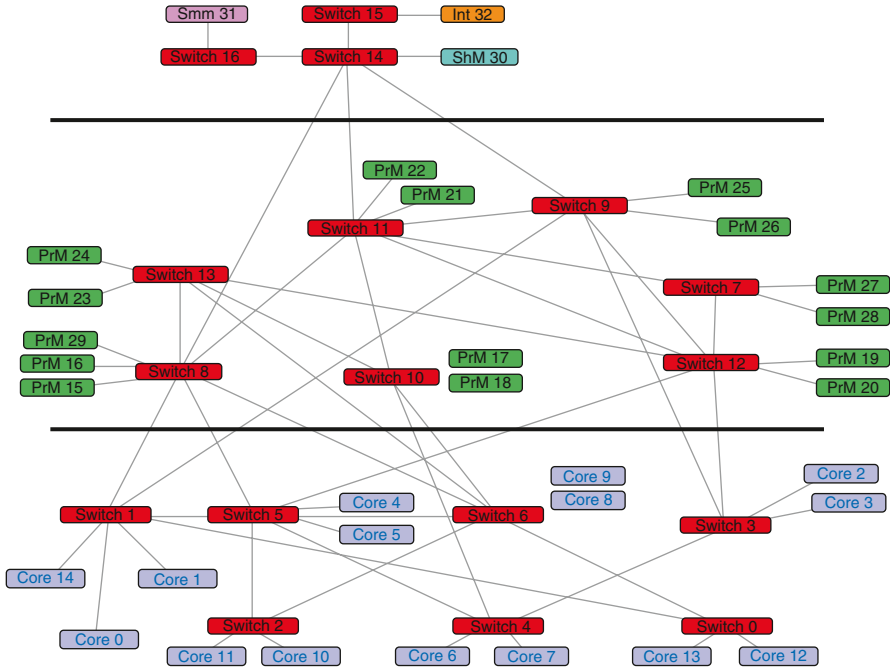 Smm 31
Switch 15
Int 32
Switch 16
Switch 14
ShM 30
PrM 22
PrM 21
PrM 25
Switch 9
Switch 11
PrM 26
PrM 24
Switch 13
PrM 23
Switch 7
PrM 27
PrM 28
PrM 29
PrM 16
PrM 15
Switch 8
Switch 10
PrM 17
PrM 18
Switch 12
PrM 19
PrM 20
Core 9
Core 8
Core 2
Core 3
Switch 1
Switch 5
Core 4
Core 5
Switch 6
Switch 3
Core 14
Core 1
Core 0
Switch 2
Switch 4
Switch 0
Core 11
Core 10
Core 6
Core 7
Core 13
Core 12